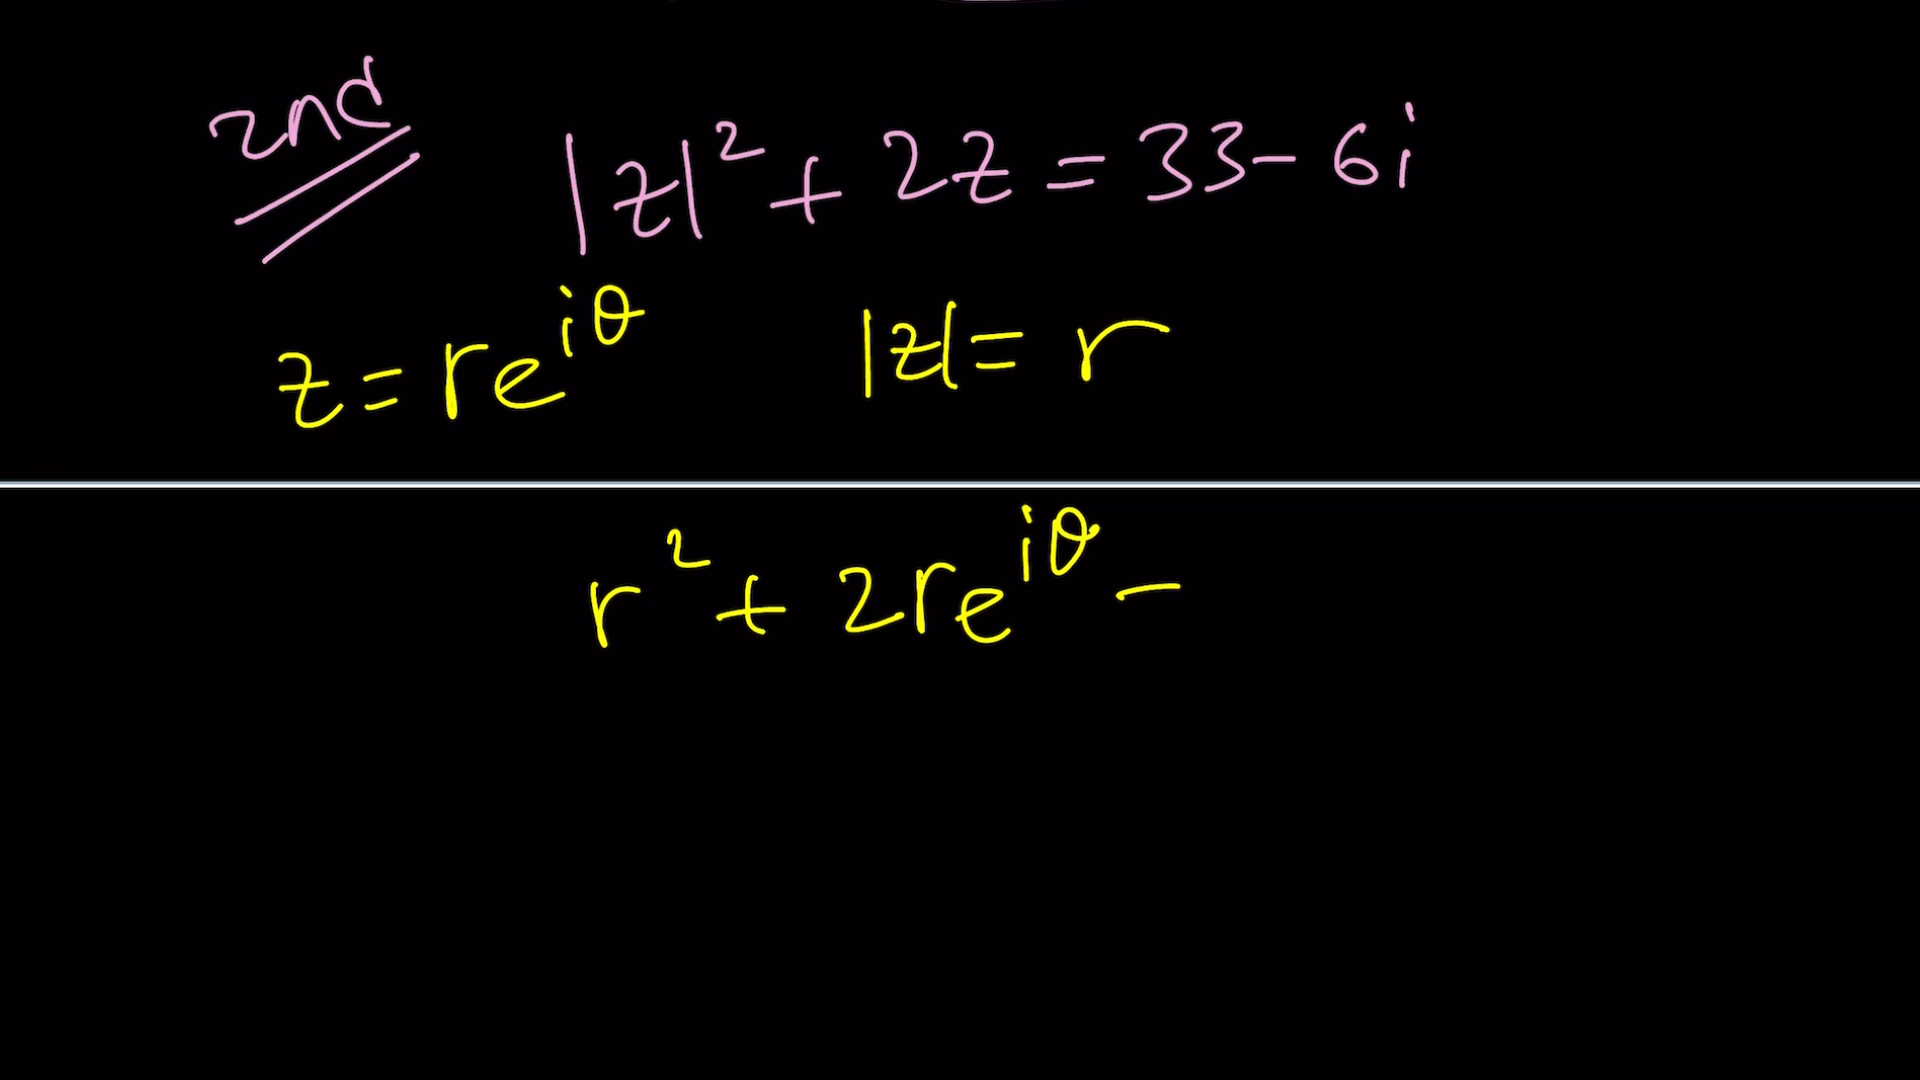 2nd |z|² + 2z = 33 - 6i
z = re^{iθ} |z| = r
r² + 2re^{iθ} -